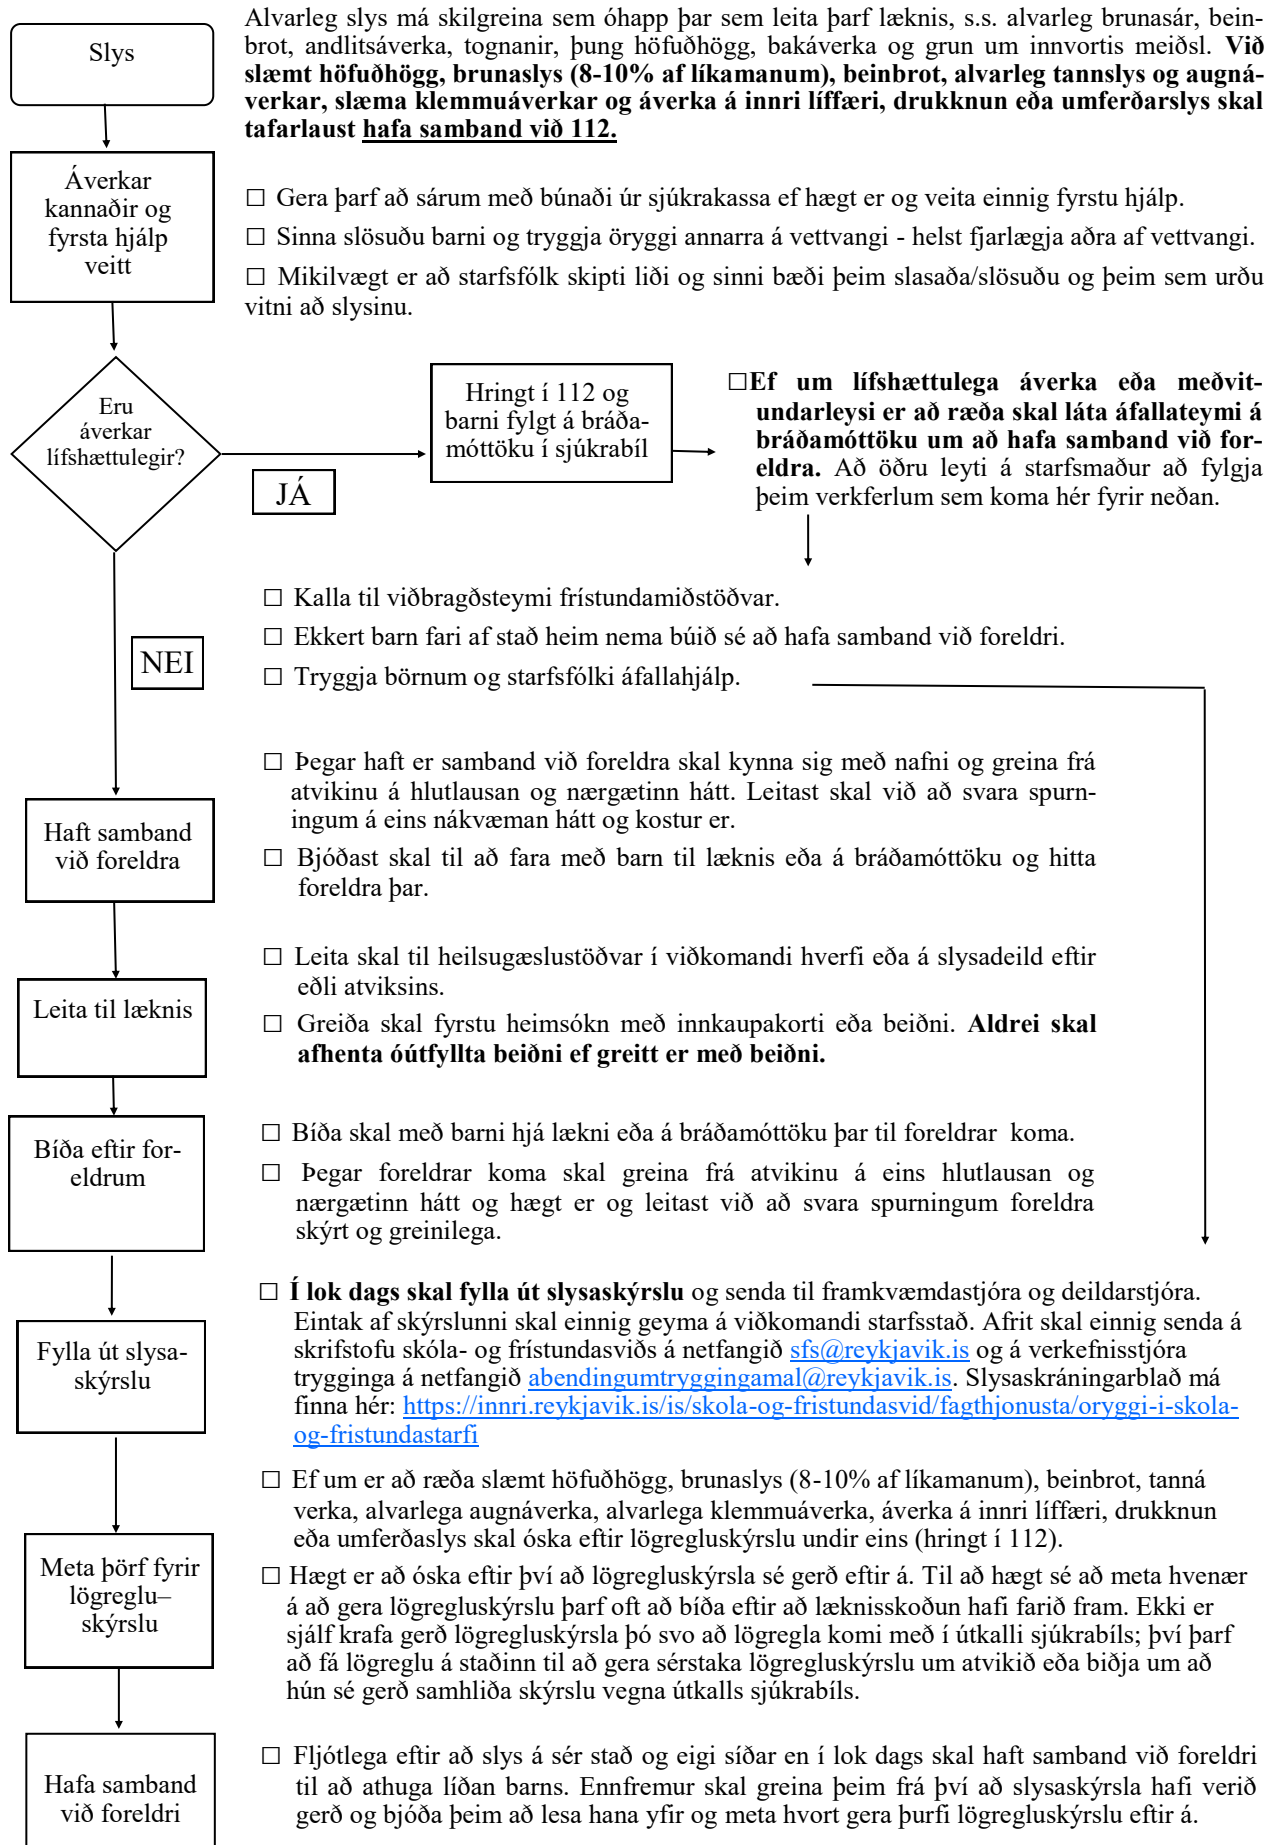 Slys
Alvarleg slys má skilgreina sem óhapp þar sem leita þarf læknis, s.s. alvarleg brunasár, bein-
brot, andlitsáverka, tognanir, þung höfuðhögg, bakáverka og grun um innvortis meiðsl. Við
slæmt höfuðhögg, brunaslys (8-10% af líkamanum), beinbrot, alvarleg tannslys og augná-
verkar, slæma klemmuáverkar og áverka á innri líffæri, drukknun eða umferðarslys skal
tafarlaust hafa samband við 112.
Áverkar
kannaðir og
fyrsta hjálp
veitt
☐ Gera þarf að sárum með búnaði úr sjúkrakassa ef hægt er og veita einnig fyrstu hjálp.
☐ Sinna slösuðu barni og tryggja öryggi annarra á vettvangi - helst fjarlægja aðra af vettvangi.
☐ Mikilvægt er að starfsfólk skipti liði og sinni bæði þeim slasaða/slösuðu og þeim sem urðu
vitni að slysinu.
Eru
áverkar
lífshættulegir?
JÁ
Hringt í 112 og
barni fylgt á bráða-
móttöku í sjúkrabíl
☐Ef um lífshættulega áverka eða meðvit-
undarleysi er að ræða skal láta áfallateymi á
bráðamóttöku um að hafa samband við for-
eldra. Að öðru leyti á starfsmaður að fylgja
þeim verkferlum sem koma hér fyrir neðan.
NEI
☐ Kalla til viðbragðsteymi frístundamiðstöðvar.
☐ Ekkert barn fari af stað heim nema búið sé að hafa samband við foreldri.
☐ Tryggja börnum og starfsfólki áfallahjálp.
Haft samband
við foreldra
☐ Þegar haft er samband við foreldra skal kynna sig með nafni og greina frá
atvikinu á hlutlausan og nærgætinn hátt. Leitast skal við að svara spurn-
ingum á eins nákvæman hátt og kostur er.
☐ Bjóðast skal til að fara með barn til læknis eða á bráðamóttöku og hitta
foreldra þar.
Leita til læknis
☐ Leita skal til heilsugæslustöðvar í viðkomandi hverfi eða á slysadeild eftir
eðli atviksins.
☐ Greiða skal fyrstu heimsókn með innkaupakorti eða beiðni. Aldrei skal
afhenta óútfyllta beiðni ef greitt er með beiðni.
Bíða eftir for-
eldrum
☐ Bíða skal með barni hjá lækni eða á bráðamóttöku þar til foreldrar koma.
☐ Þegar foreldrar koma skal greina frá atvikinu á eins hlutlausan og
nærgætinn hátt og hægt er og leitast við að svara spurningum foreldra
skýrt og greinilega.
Fylla út slysa-
skýrslu
☐ Í lok dags skal fylla út slysaskýrslu og senda til framkvæmdastjóra og deildarstjóra.
Eintak af skýrslunni skal einnig geyma á viðkomandi starfsstað. Afrit skal einnig senda á
skrifstofu skóla- og frístundasviðs á netfangið sfs@reykjavik.is og á verkefnisstjóra
trygginga á netfangið abendingumtryggingamal@reykjavik.is. Slysaskráningarblað má
finna hér: https://innri.reykjavik.is/is/skola-og-fristundasvid/fagthjonusta/oryggi-i-skola-
og-fristundastarfi
Meta þörf fyrir
lögreglu–
skýrslu
☐ Ef um er að ræða slæmt höfuðhögg, brunaslys (8-10% af líkamanum), beinbrot, tanná
verka, alvarlega augnáverka, alvarlega klemmuáverka, áverka á innri líffæri, drukknun
eða umferðaslys skal óska eftir lögregluskýrslu undir eins (hringt í 112).
☐ Hægt er að óska eftir því að lögregluskýrsla sé gerð eftir á. Til að hægt sé að meta hvenær
á að gera lögregluskýrslu þarf oft að bíða eftir að læknisskoðun hafi farið fram. Ekki er
sjálf krafa gerð lögregluskýrsla þó svo að lögregla komi með í útkalli sjúkrabíls; því þarf
að fá lögreglu á staðinn til að gera sérstaka lögregluskýrslu um atvikið eða biðja um að
hún sé gerð samhliða skýrslu vegna útkalls sjúkrabíls.
Hafa samband
við foreldri
☐ Fljótlega eftir að slys á sér stað og eigi síðar en í lok dags skal haft samband við foreldri
til að athuga líðan barns. Ennfremur skal greina þeim frá því að slysaskýrsla hafi verið
gerð og bjóða þeim að lesa hana yfir og meta hvort gera þurfi lögregluskýrslu eftir á.